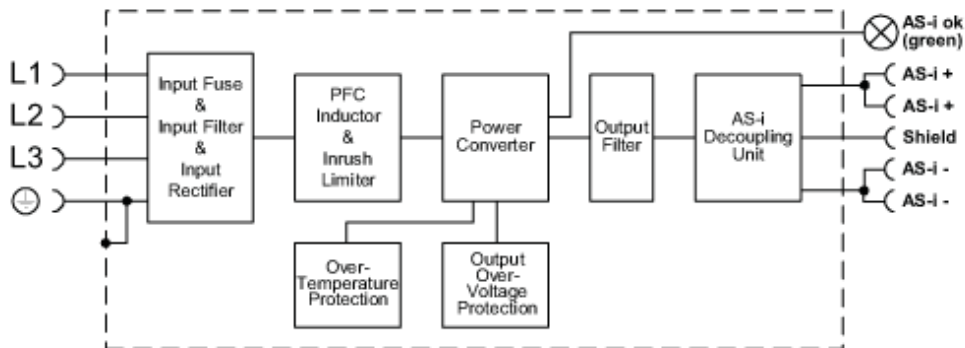 L1
L2
L3
Input Fuse
&
Input Filter
&
Input
Rectifier
PFC
Inductor
&
Inrush
Limiter
Power
Converter
Output
Filter
AS-i
Decoupling
Unit
Over-
Temperature
Protection
Output
Over-
Voltage
Protection
AS-i ok
(green)
AS-i +
AS-i +
Shield
AS-i -
AS-i -